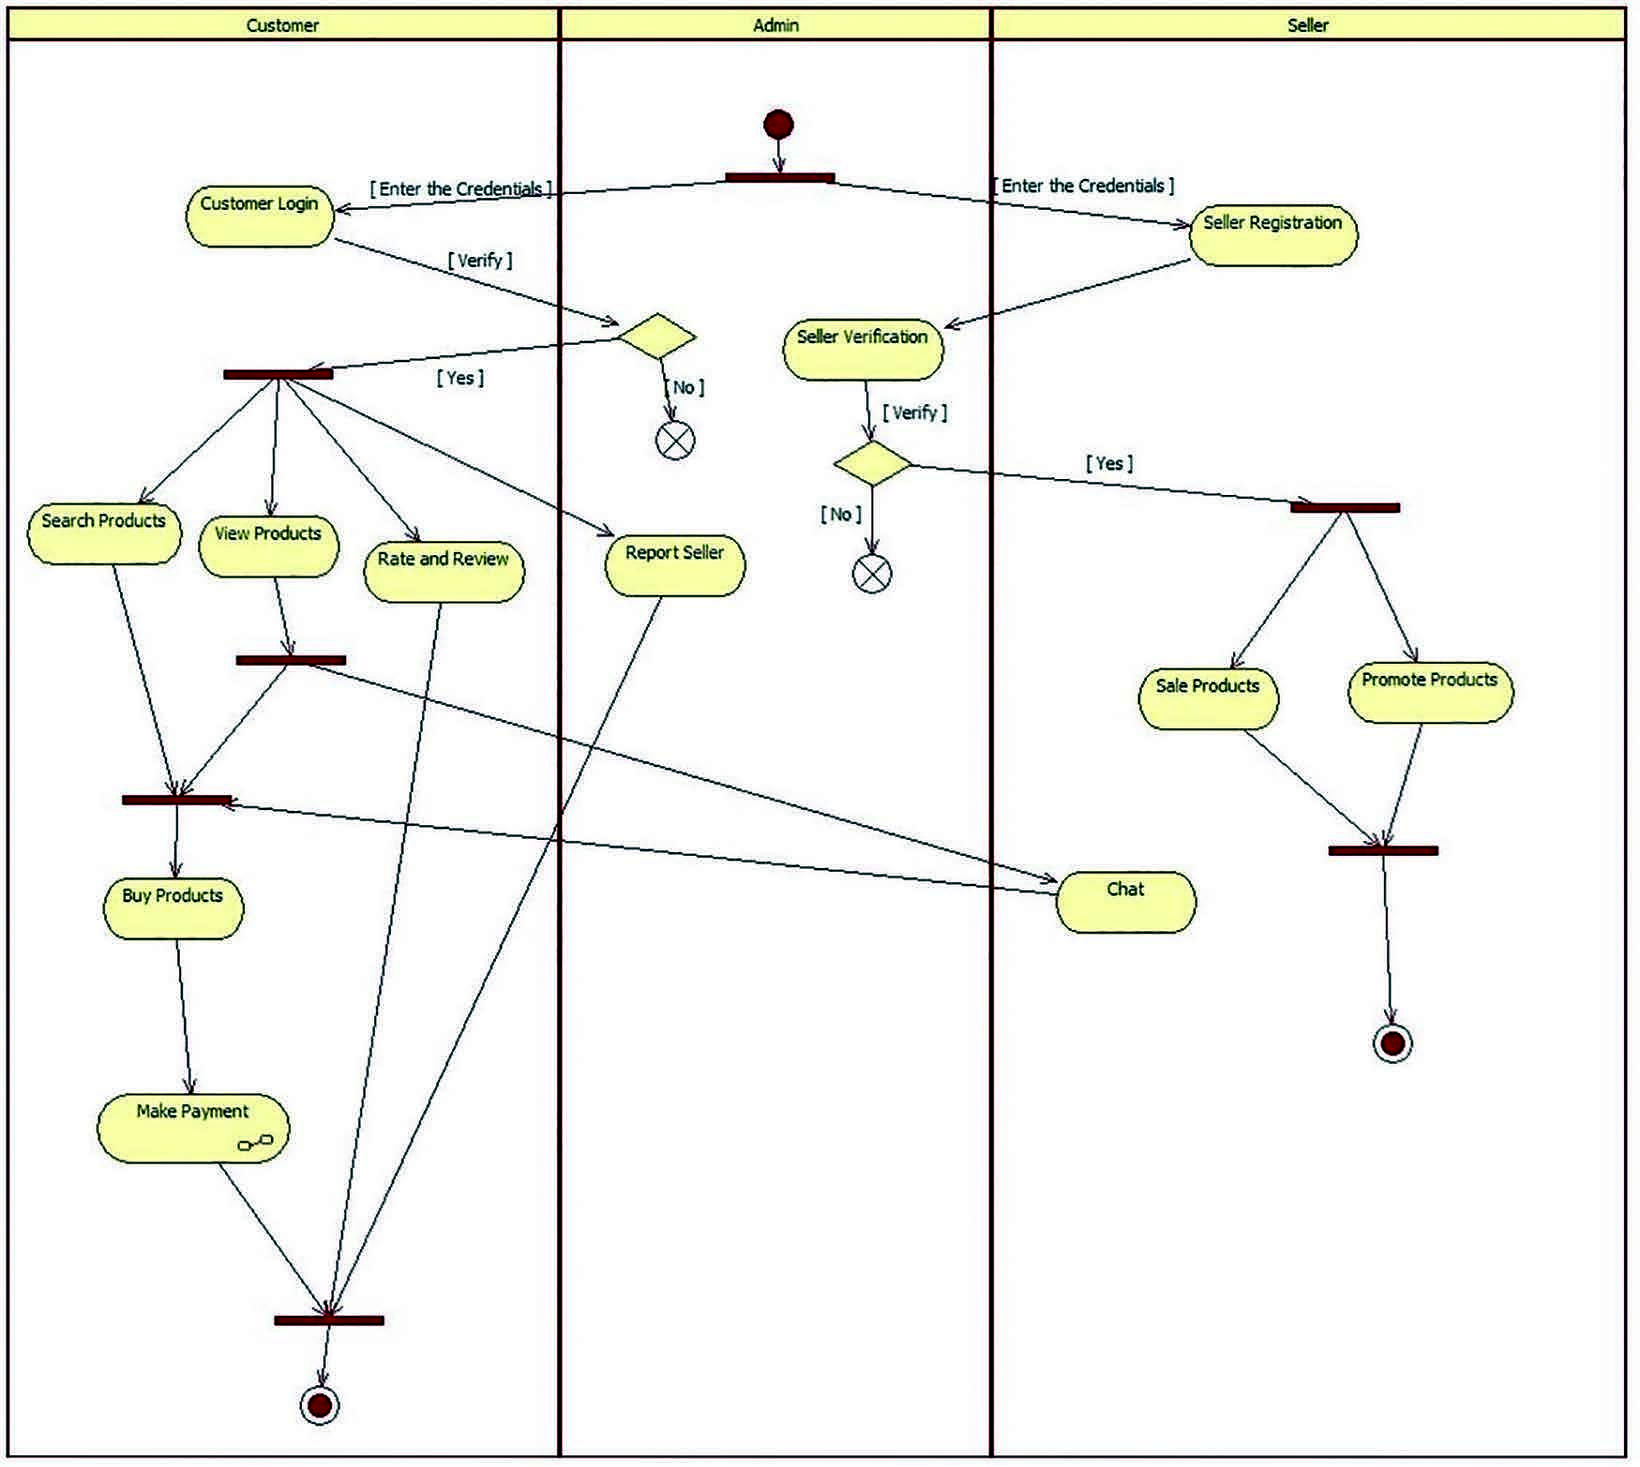 Customer
Admin
Seller
[ Enter the Credentials ]
[ Enter the Credentials ]
Customer Login
Seller Registration
[ Verify ]
Seller Verification
[ Yes ]
[ No ]
[ Verify ]
[ Yes ]
[ No ]
Search Products
View Products
Rate and Review
Report Seller
Sale Products
Promote Products
Buy Products
Chat
Make Payment